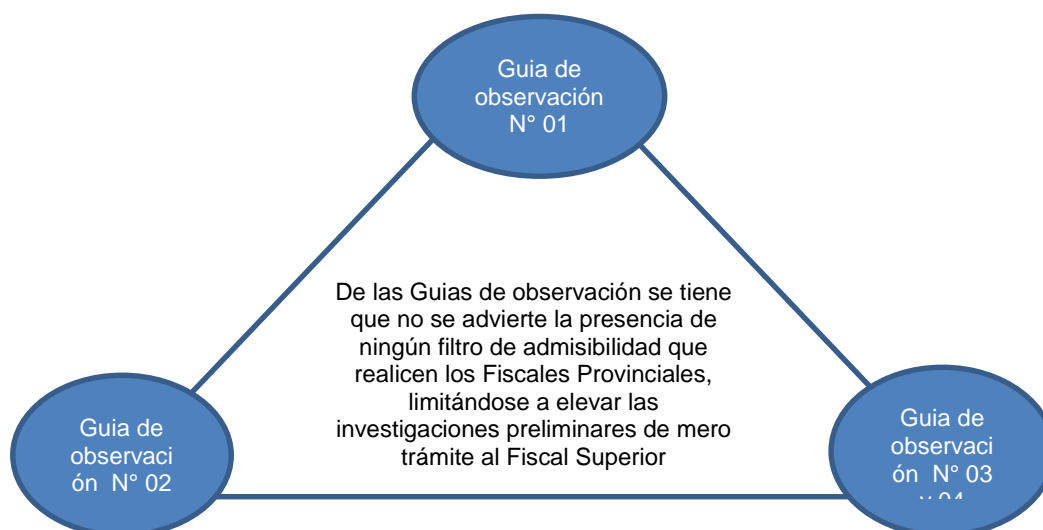 Guia de
observación
N° 01
De las Guias de observación se tiene
que no se advierte la presencia de
ningún filtro de admisibilidad que
realicen los Fiscales Provinciales,
limitándose a elevar las
investigaciones preliminares de mero
trámite al Fiscal Superior
Guia de
observaci
ón N° 02
Guia de
observaci
ón N° 03
y 04